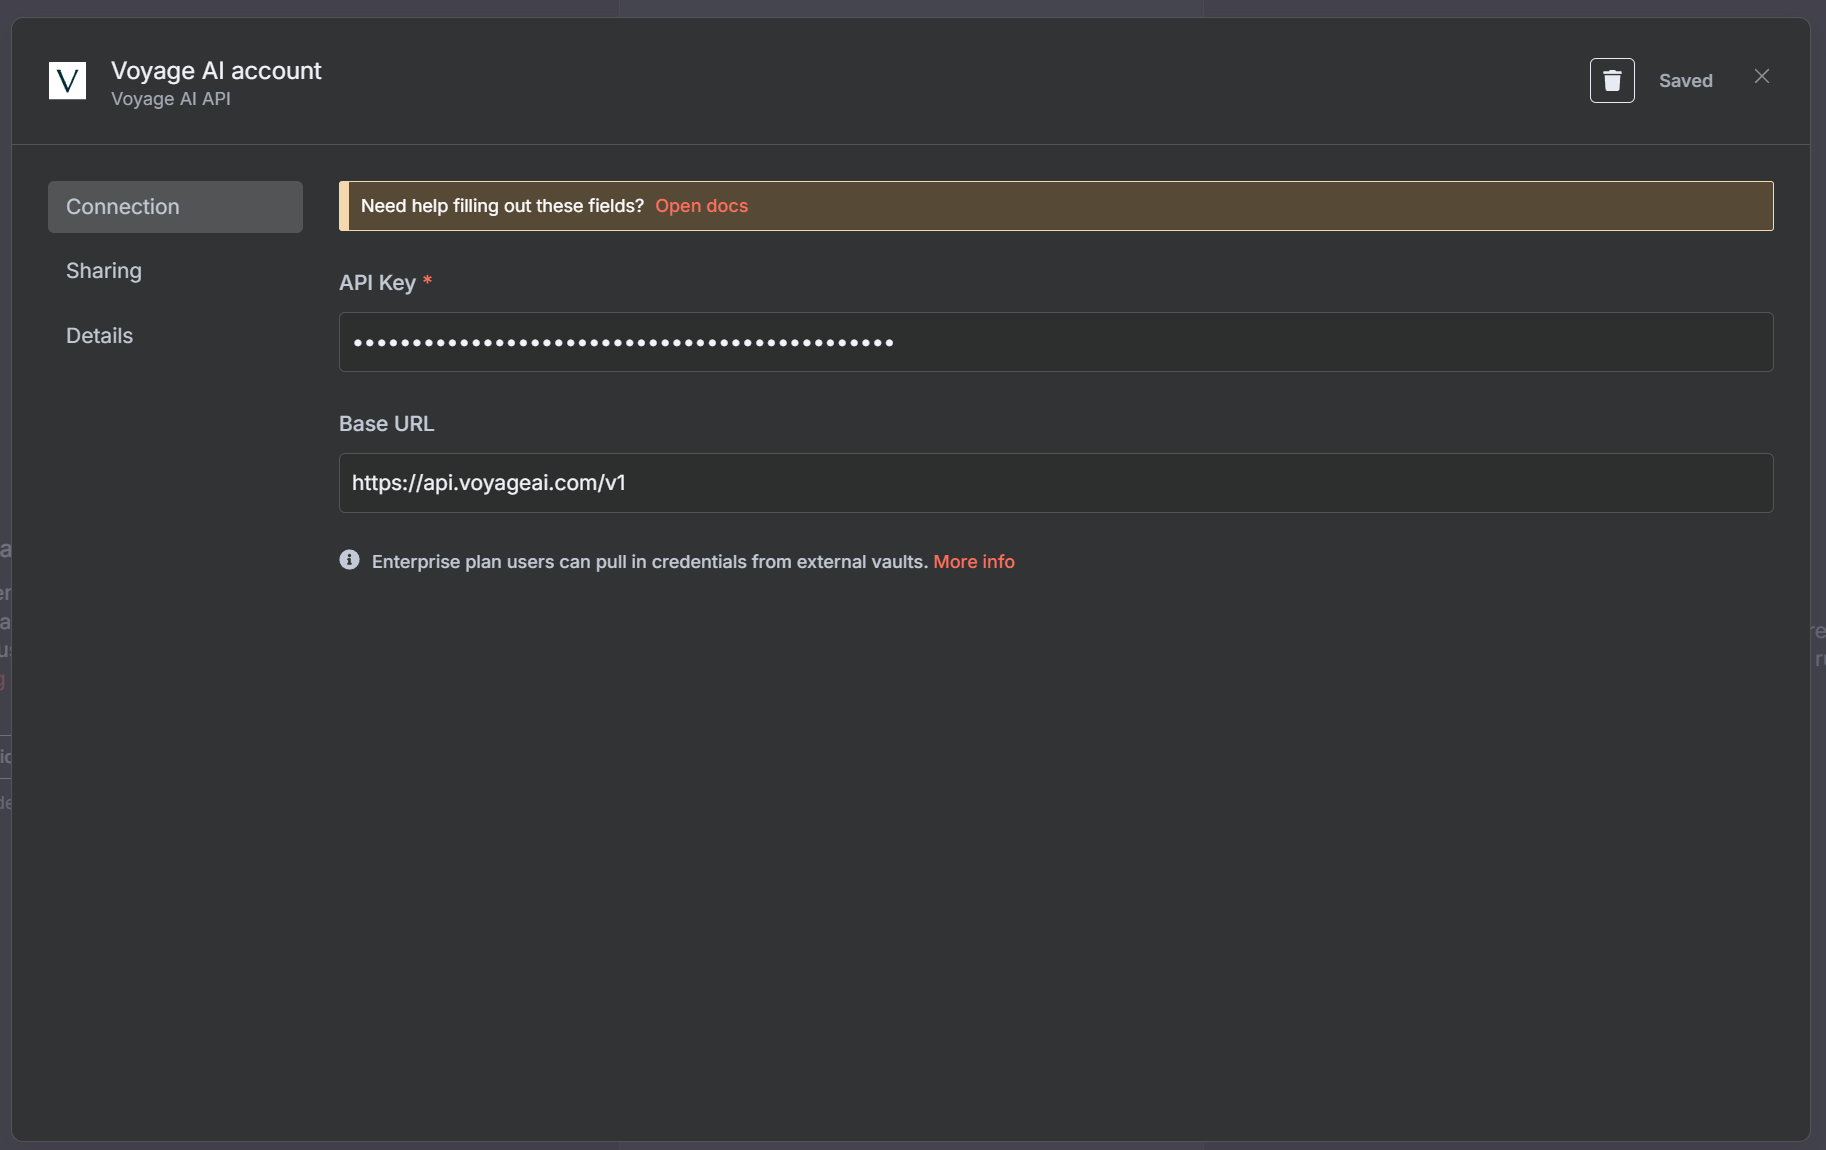 V
Voyage AI account
Voyage AI API
Saved
Connection
Sharing
Details
Need help filling out these fields? Open docs
API Key *
••••••••••••••••••••••••••••••••••••••••••••••
Base URL
https://api.voyageai.com/v1
Enterprise plan users can pull in credentials from external vaults. More info